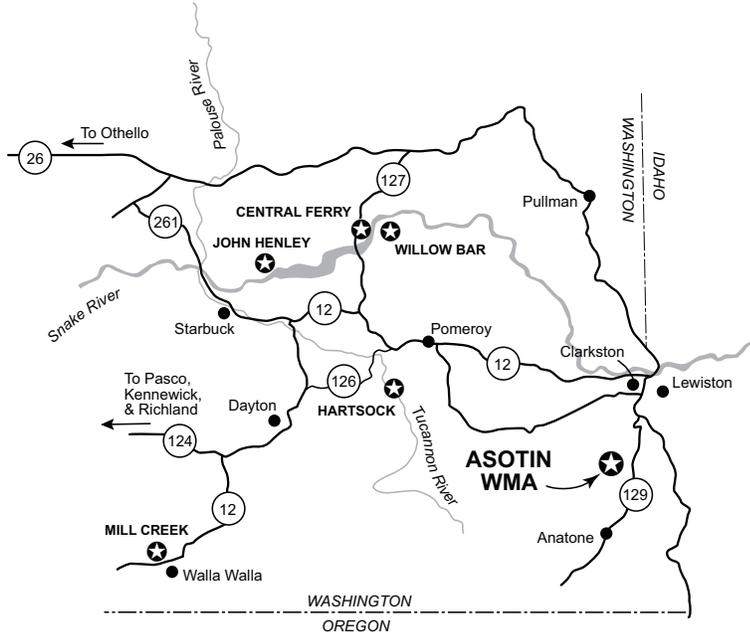 Palouse River
To Othello
26
WASHINGTON
IDAHO
127
Pullman
CENTRAL FERRY
261
JOHN HENLEY
WILLOW BAR
Snake River
12
Starbuck
Pomeroy
Clarkston
12
To Pasco,
Kennewick,
& Richland
126
Lewiston
HARTSOCK
Dayton
Tucannon River
124
ASOTIN
WMA
129
12
MILL CREEK
Anatone
Walla Walla
WASHINGTON
OREGON